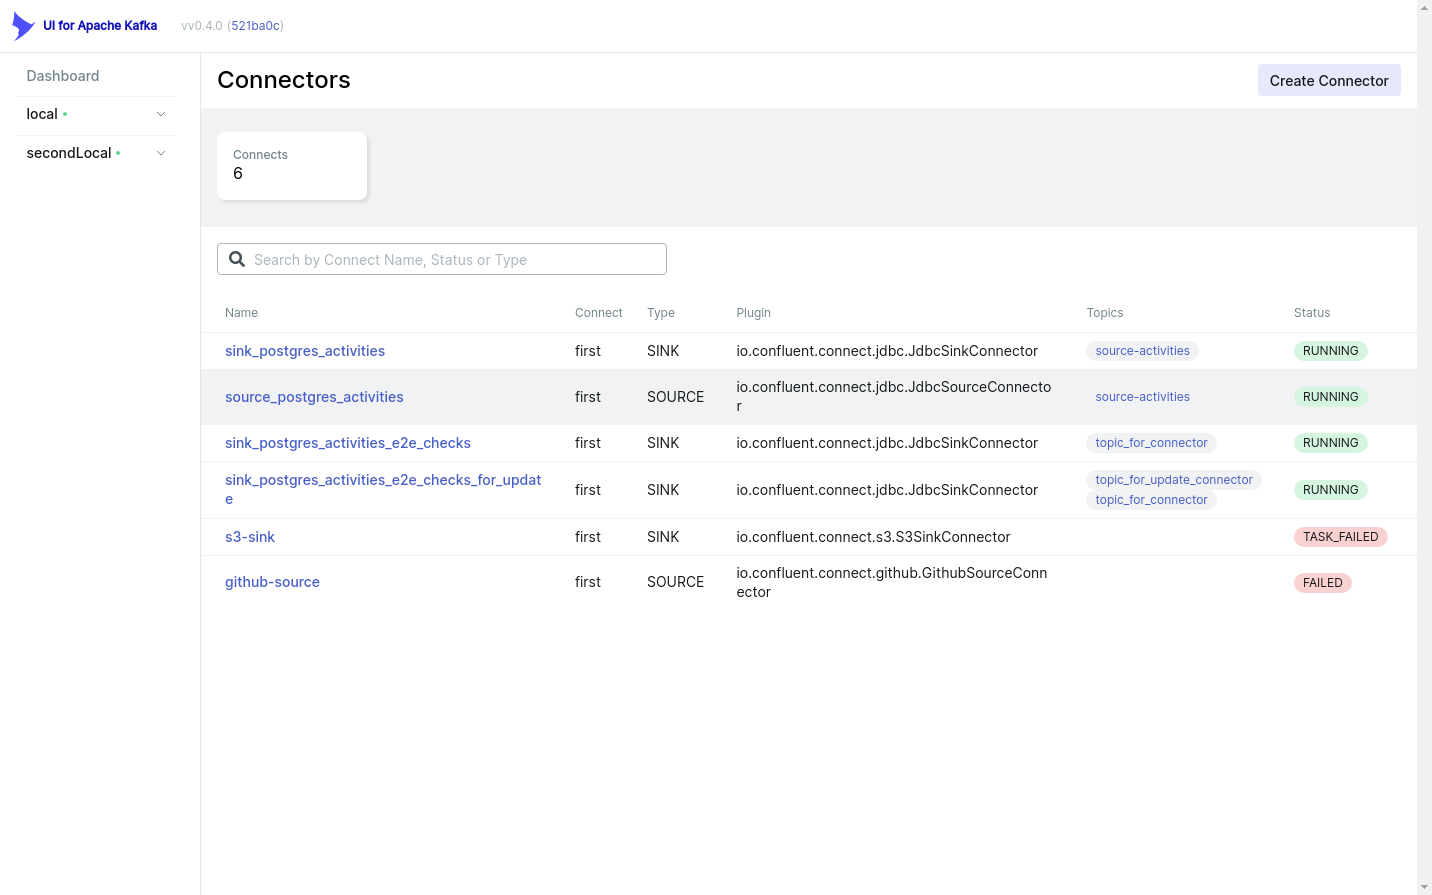 UI for Apache Kafka vv0.4.0 (521ba0c)
Dashboard
local
secondLocal
Connectors
Create Connector
Connects
6
Search by Connect Name, Status or Type
Name Connect Type Plugin Topics Status
sink_postgres_activities first SINK io.confluent.connect.jdbc.JdbcSinkConnector source-activities RUNNING
source_postgres_activities first SOURCE io.confluent.connect.jdbc.JdbcSourceConnecto
r source-activities RUNNING
sink_postgres_activities_e2e_checks first SINK io.confluent.connect.jdbc.JdbcSinkConnector topic_for_connector RUNNING
sink_postgres_activities_e2e_checks_for_updat
e first SINK io.confluent.connect.jdbc.JdbcSinkConnector topic_for_update_connector
topic_for_connector RUNNING
s3-sink first SINK io.confluent.connect.s3.S3SinkConnector TASK_FAILED
github-source first SOURCE io.confluent.connect.github.GithubSourceConn
ector FAILED